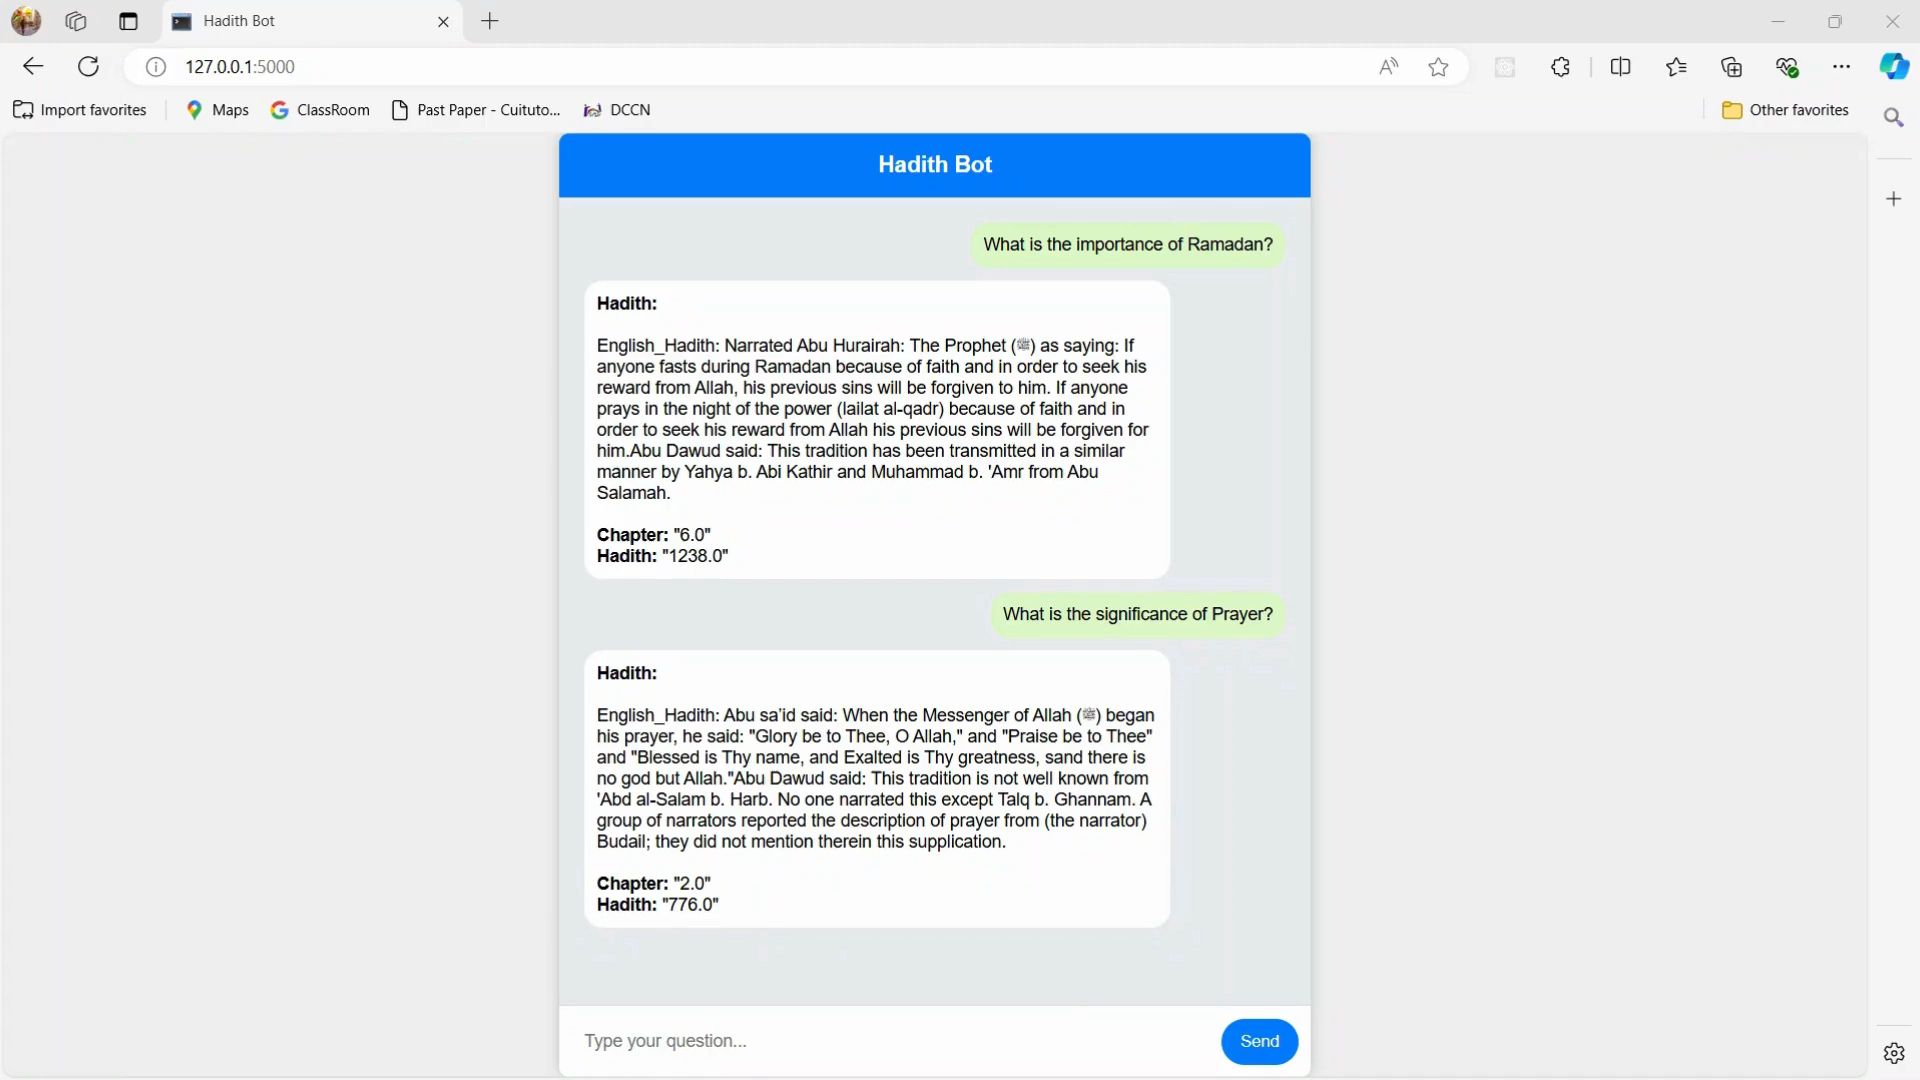 Hadith Bot
127.0.0.1:5000
Import favorites
Maps
ClassRoom
Past Paper - Cuituto...
DCCN
Other favorites
Hadith Bot
What is the importance of Ramadan?
Hadith:
English_Hadith: Narrated Abu Hurairah: The Prophet (ﷺ) as saying: If
anyone fasts during Ramadan because of faith and in order to seek his
reward from Allah, his previous sins will be forgiven to him. If anyone
prays in the night of the power (lailat al-qadr) because of faith and in
order to seek his reward from Allah his previous sins will be forgiven for
him.Abu Dawud said: This tradition has been transmitted in a similar
manner by Yahya b. Abi Kathir and Muhammad b. 'Amr from Abu
Salamah.
Chapter: "6.0"
Hadith: "1238.0"
What is the significance of Prayer?
Hadith:
English_Hadith: Abu sa'id said: When the Messenger of Allah (ﷺ) began
his prayer, he said: "Glory be to Thee, O Allah," and "Praise be to Thee"
and "Blessed is Thy name, and Exalted is Thy greatness, sand there is
no god but Allah."Abu Dawud said: This tradition is not well known from
'Abd al-Salam b. Harb. No one narrated this except Talq b. Ghannam. A
group of narrators reported the description of prayer from (the narrator)
Budail; they did not mention therein this supplication.
Chapter: "2.0"
Hadith: "776.0"
Type your question...
Send